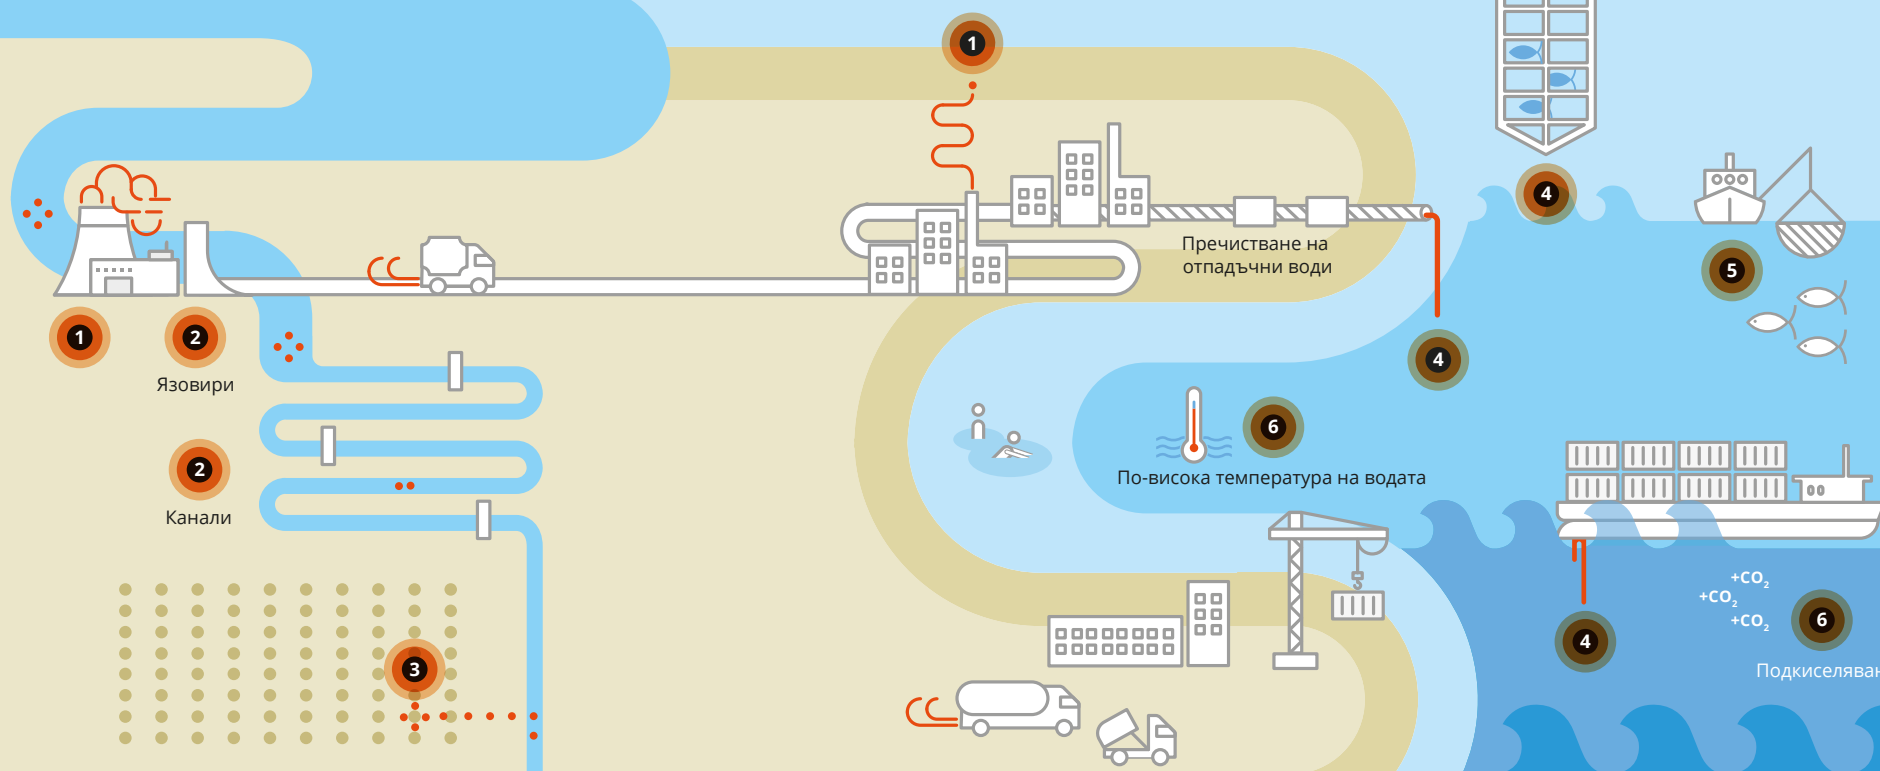 1
4
Пречистване на
отпадъчни води
5
1
2
4
Язовири
6
По-висока температура на водата
2
Канали
+CO₂
+CO₂
+CO₂
6
4
3
Подкиселяван